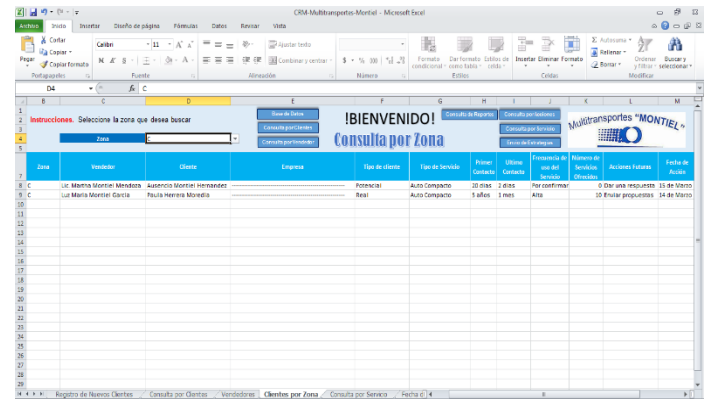 CRM-Multitransportes-Montiel - Microsoft Excel
Archivo Inicio Insertar Diseño de página Fórmulas Datos Revisar Vista
Cortar
Copiar
Copiar formato
Pegar
Calibri 11
N K S
Ajustar texto
Combinar y centrar
Formato condicional
Dar formato como tabla
Estilos de celda
Insertar Eliminar Formato
Autosuma
Rellenar
Borrar
Ordenar y filtrar
Buscar y seleccionar
Portapapeles Fuente Alineación Número Estilos Celdas Modificar
D4 fx C
B C D E F G H I J K L M
Instrucciones. Seleccione la zona que desea buscar
Zona C
Base de Datos
Consulta por Clientes
Consulta por Vendedor
!BIENVENIDO!
Consulta por Zona
Consulta de Reportes
Consulta por Servicio
Multitransportes "MONTIEL"
Zona Vendedor Cliente Empresa Tipo de cliente Tipo de Servicio Primer Contacto Ultimo Contacto Frecuencia de uso del Servicio Número de Servicios Ofrecidos Acciones Futuras Fecha de Acción
C Lic. Martha Montiel Mendoza Ausencio Montiel Hernandez Potencial Auto Compacto 20 dias 2 dias Por confirmar 0 Dar una respuesta 15 de Marzo
C Luz Maria Montiel Garcia Paula Herrera Heredia Real Auto Compacto 5 años 1 mes Alta 10 Enviar propuestas 14 de Marzo
Registro de Nuevos Clientes Consulta por Clientes Vendedores Clientes por Zona Consulta por Servicio Fecha d